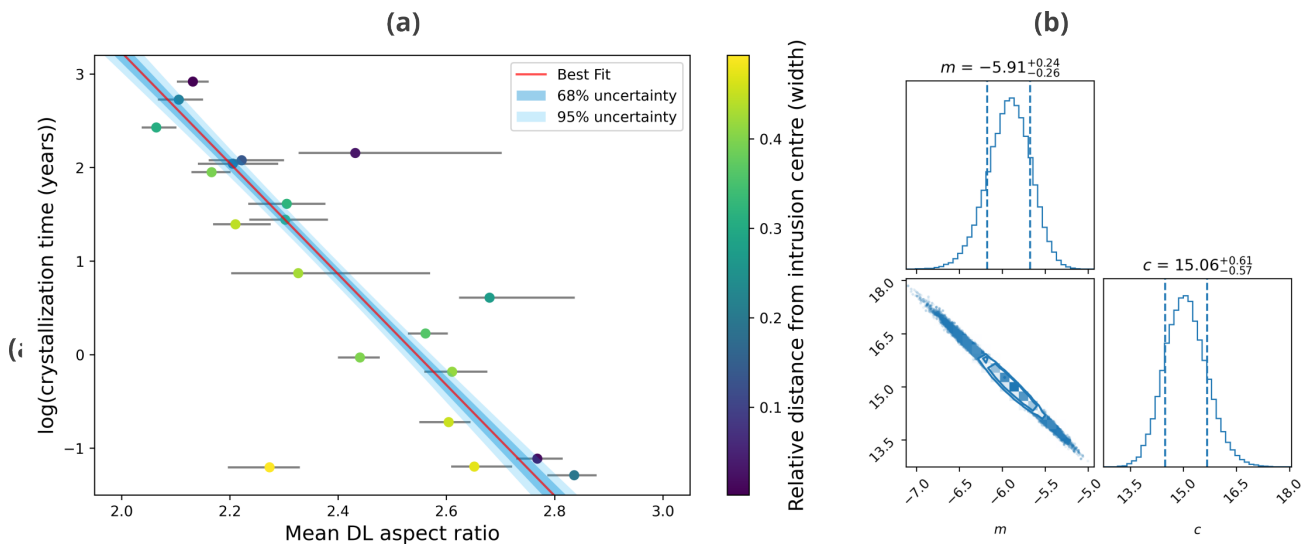 (a)
(b)
log(crystallization time (years))
3
2
1
0
−1
2.0
2.2
2.4
2.6
2.8
3.0
Mean DL aspect ratio
Best Fit
68% uncertainty
95% uncertainty
0.4
0.3
0.2
0.1
Relative distance from intrusion centre (width)
m = −5.91 +0.24 −0.26
c = 15.06 +0.61 −0.57
18.0
16.5
15.0
13.5
−7.0
−6.5
−6.0
−5.5
−5.0
m
13.5
15.0
16.5
18.0
c